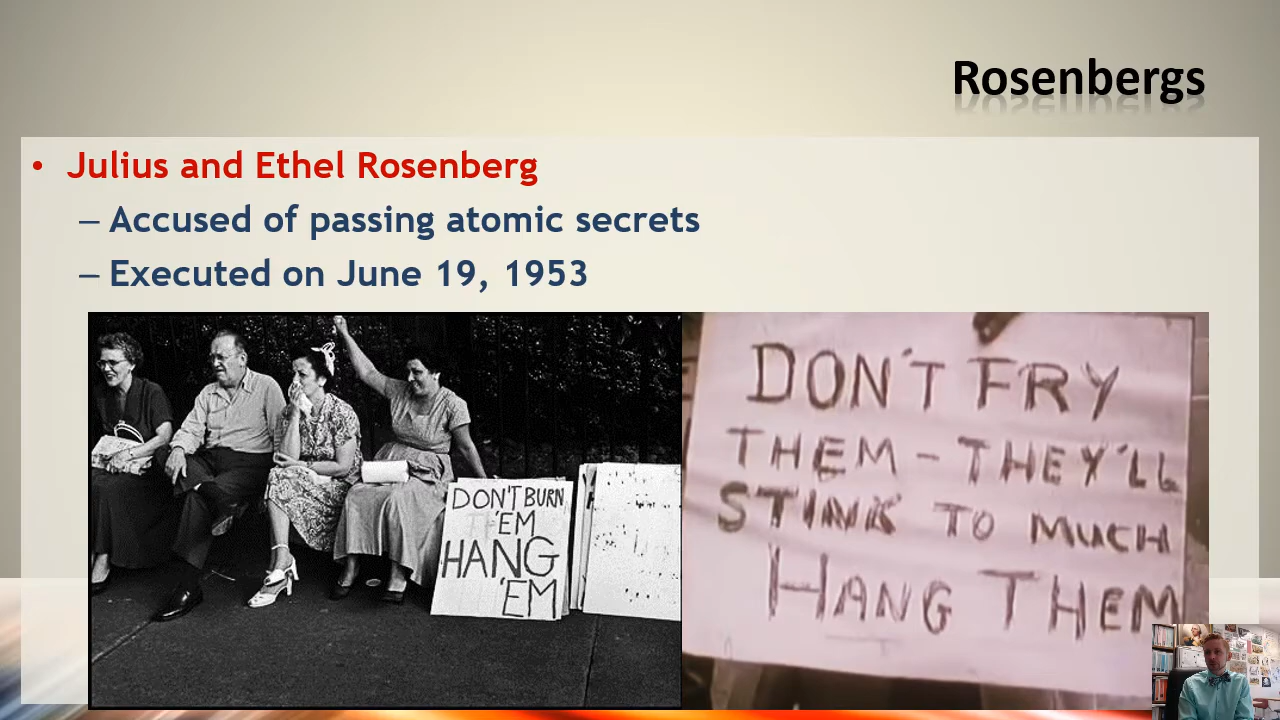 Rosenbergs
• Julius and Ethel Rosenberg
– Accused of passing atomic secrets
– Executed on June 19, 1953
DON'T BURN
'EM
HANG
'EM
DON'T FRY
THEM - THEY'LL
STINK TO MUCH
HANG THEM